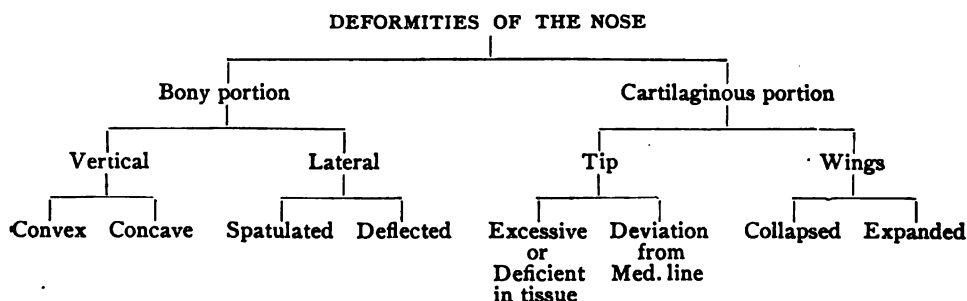 DEFORMITIES OF THE NOSE
Bony portion Cartilaginous portion
Vertical Lateral Tip Wings
Convex Concave Spatulated Deflected Excessive Deviation Collapsed Expanded
or from
Deficient Med. line
in tissue